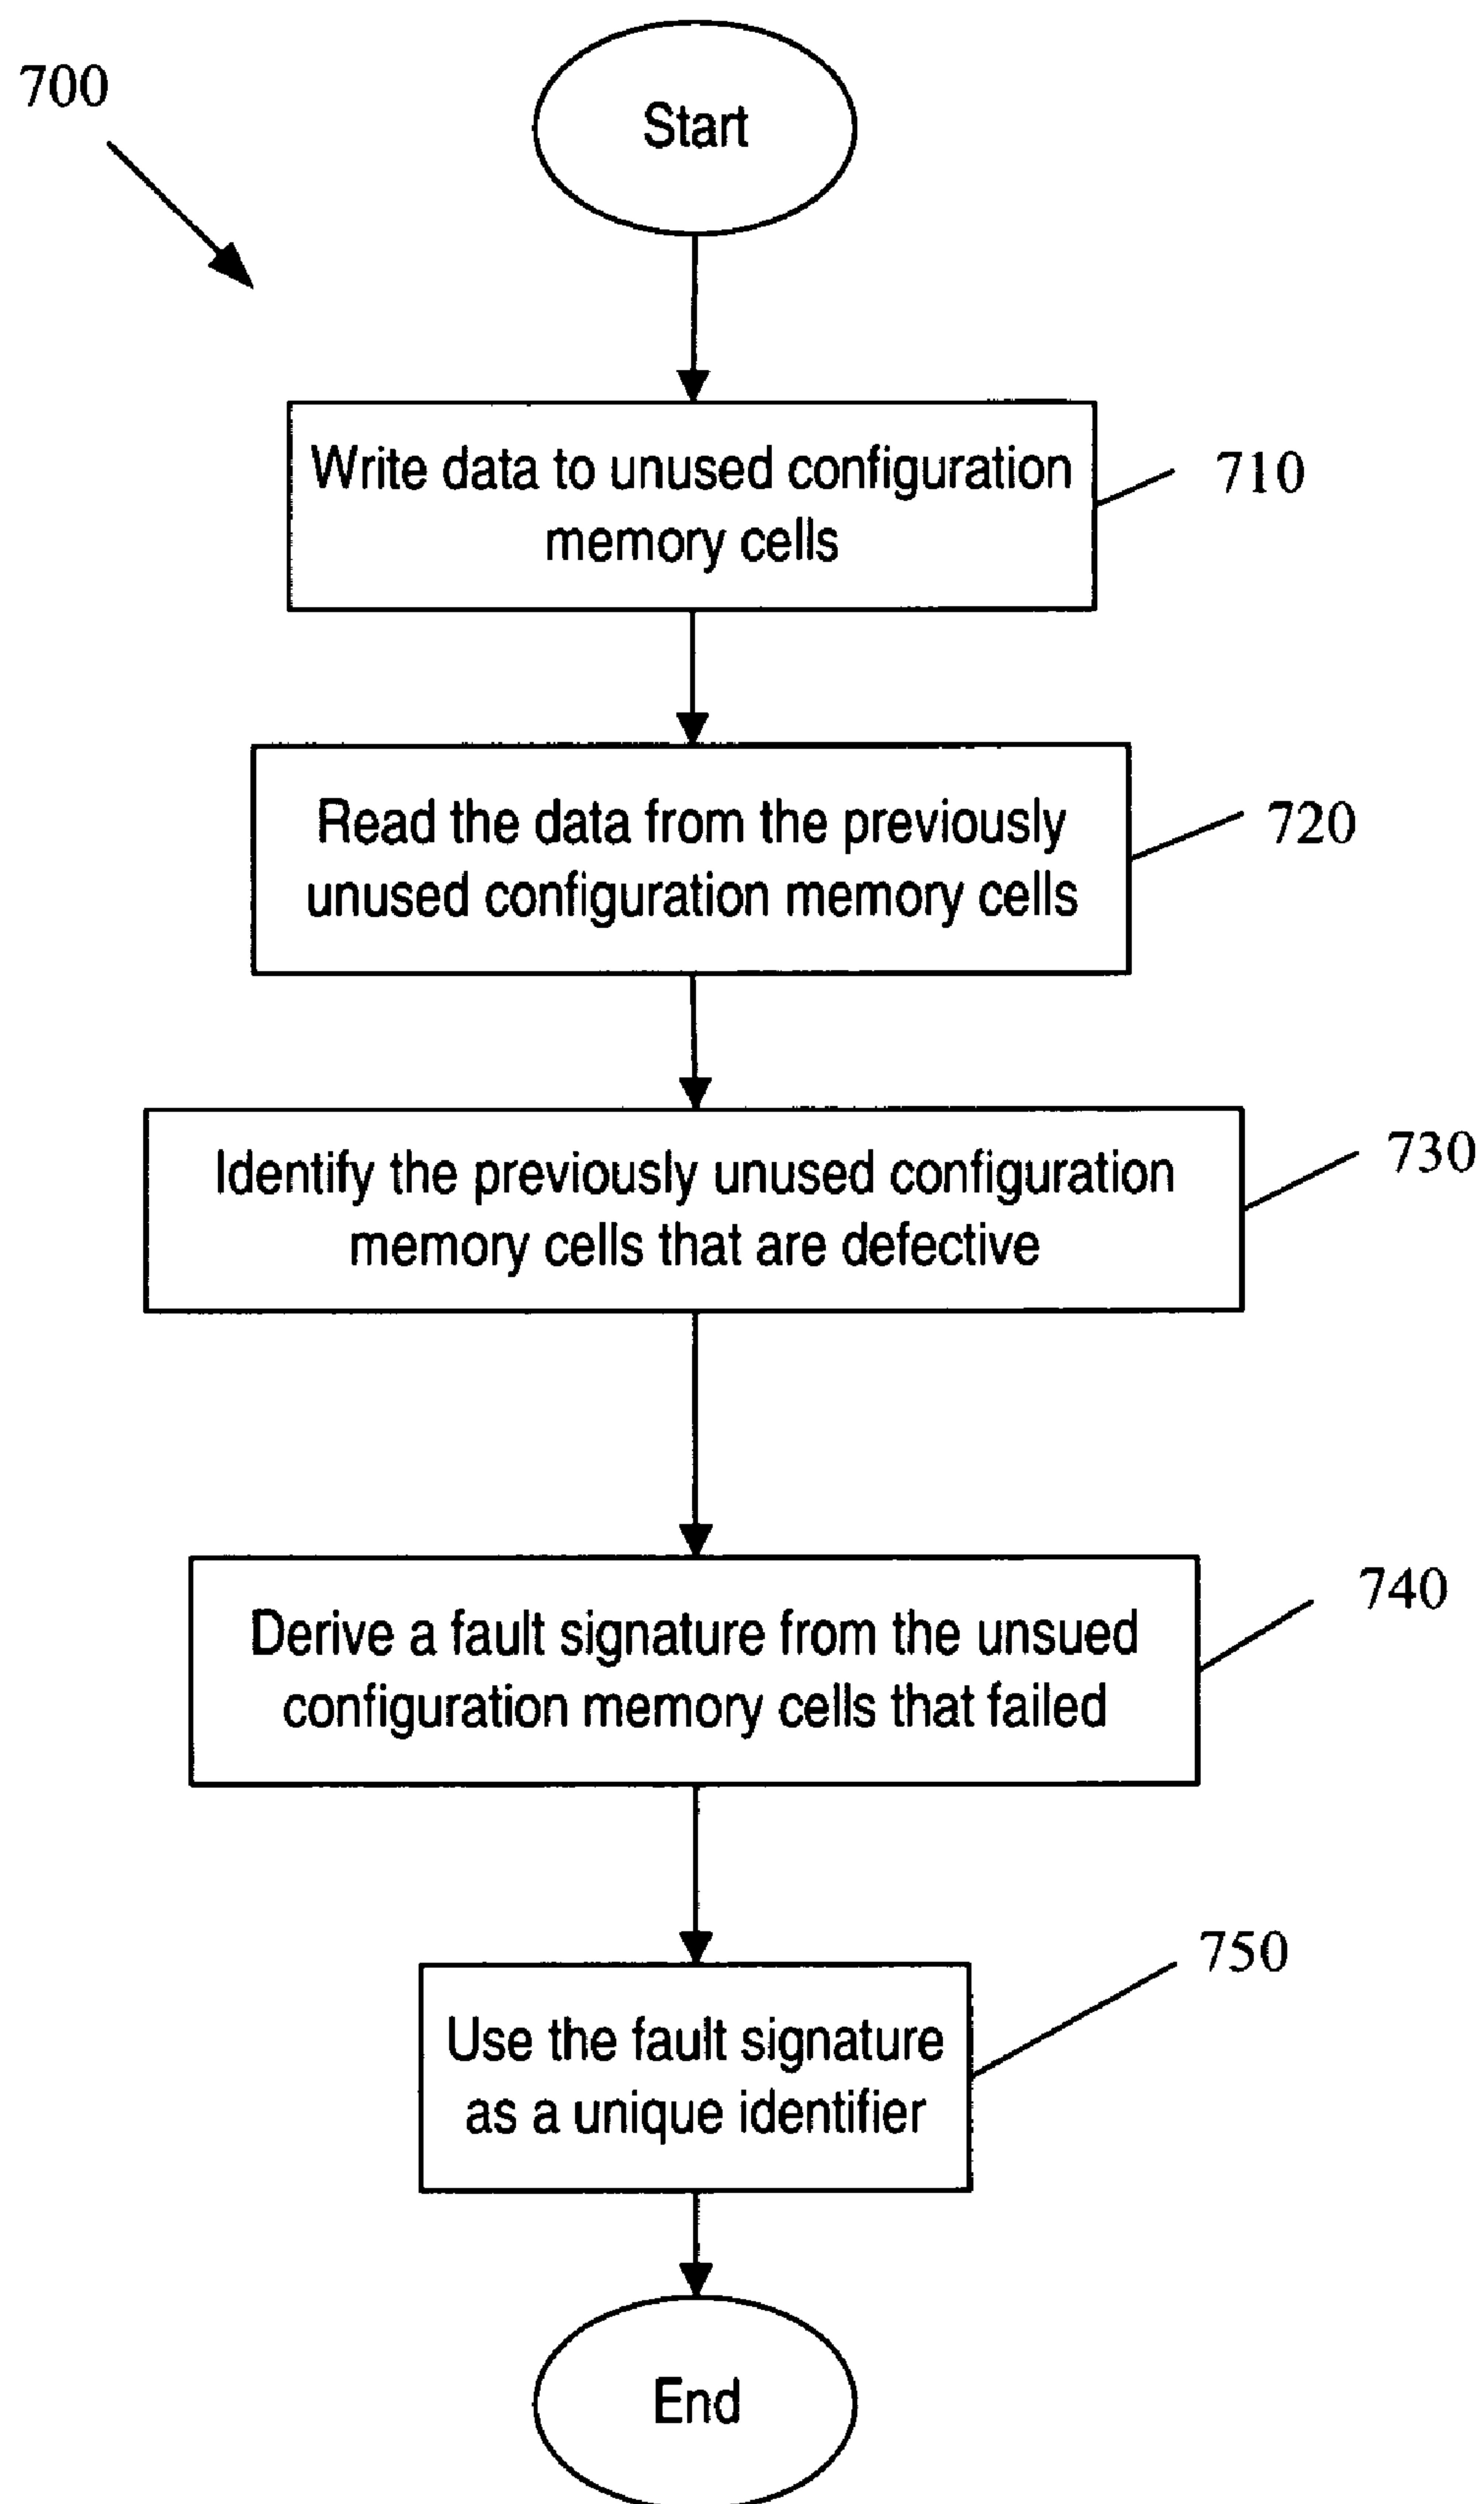 700
Start
Write data to unused configuration
memory cells
710
Read the data from the previously
unused configuration memory cells
720
Identify the previously unused configuration
memory cells that are defective
730
Derive a fault signature from the unsued
configuration memory cells that failed
740
Use the fault signature
as a unique identifier
750
End